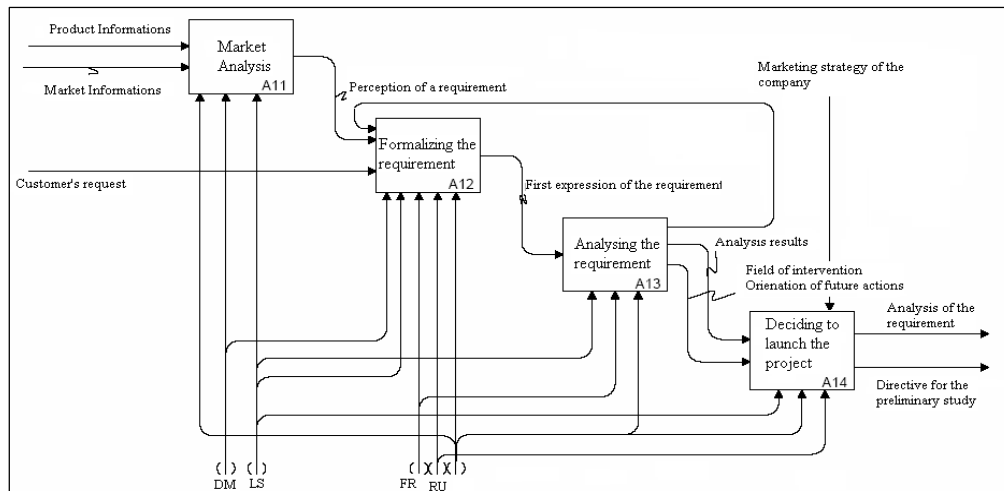 Product Informations
Market Informations
Market
Analysis
A11
Perception of a requirement
Marketing strategy of the
company
Customer's request
Formalizing the
requirement
A12
First expression of the requirement
Analysing the
requirement
A13
Analysis results
Field of intervention
Orienation of future actions
Deciding to
launch the
project
A14
Analysis of the
requirement
Directive for the
preliminary study
( ) ( ) ( )( )( )
DM LS FR RU